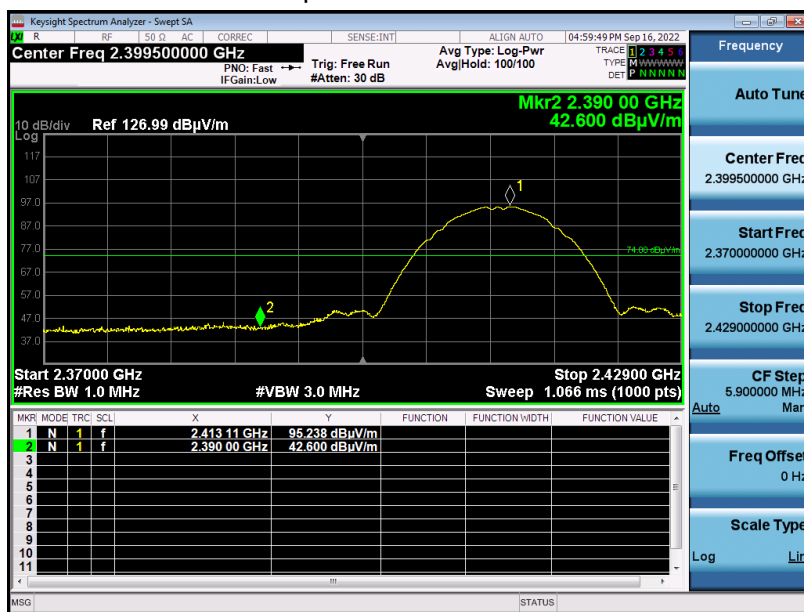 Keysight Spectrum Analyzer - Swept SA
LXI R RF 50 Ω AC CORREC SENSE:INT ALIGN AUTO 04:59:49 PM Sep 16, 2022
Center Freq 2.399500000 GHz
PNO: Fast
IFGain:Low
Trig: Free Run
#Atten: 30 dB
Avg Type: Log-Pwr
Avg|Hold: 100/100
TRACE 1 2 3 4 5 6
TYPE M WWWWW
DET P N N N N N
Mkr2 2.390 00 GHz
42.600 dBµV/m
10 dB/div Ref 126.99 dBµV/m
Log
117
107
97.0
87.0
77.0
67.0
57.0
47.0
37.0
1
2
74.00 dBµV/m
Start 2.37000 GHz Stop 2.42900 GHz
#Res BW 1.0 MHz #VBW 3.0 MHz Sweep 1.066 ms (1000 pts)
MKR MODE TRC SCL X Y FUNCTION FUNCTION WIDTH FUNCTION VALUE
1 N 1 f 2.413 11 GHz 95.238 dBµV/m
2 N 1 f 2.390 00 GHz 42.600 dBµV/m
3
4
5
6
7
8
9
10
11
MSG STATUS
Frequency
Auto Tune
Center Freq
2.399500000 GHz
Start Freq
2.370000000 GHz
Stop Freq
2.429000000 GHz
CF Step
5.900000 MHz
Auto Man
Freq Offset
0 Hz
Scale Type
Log Lin